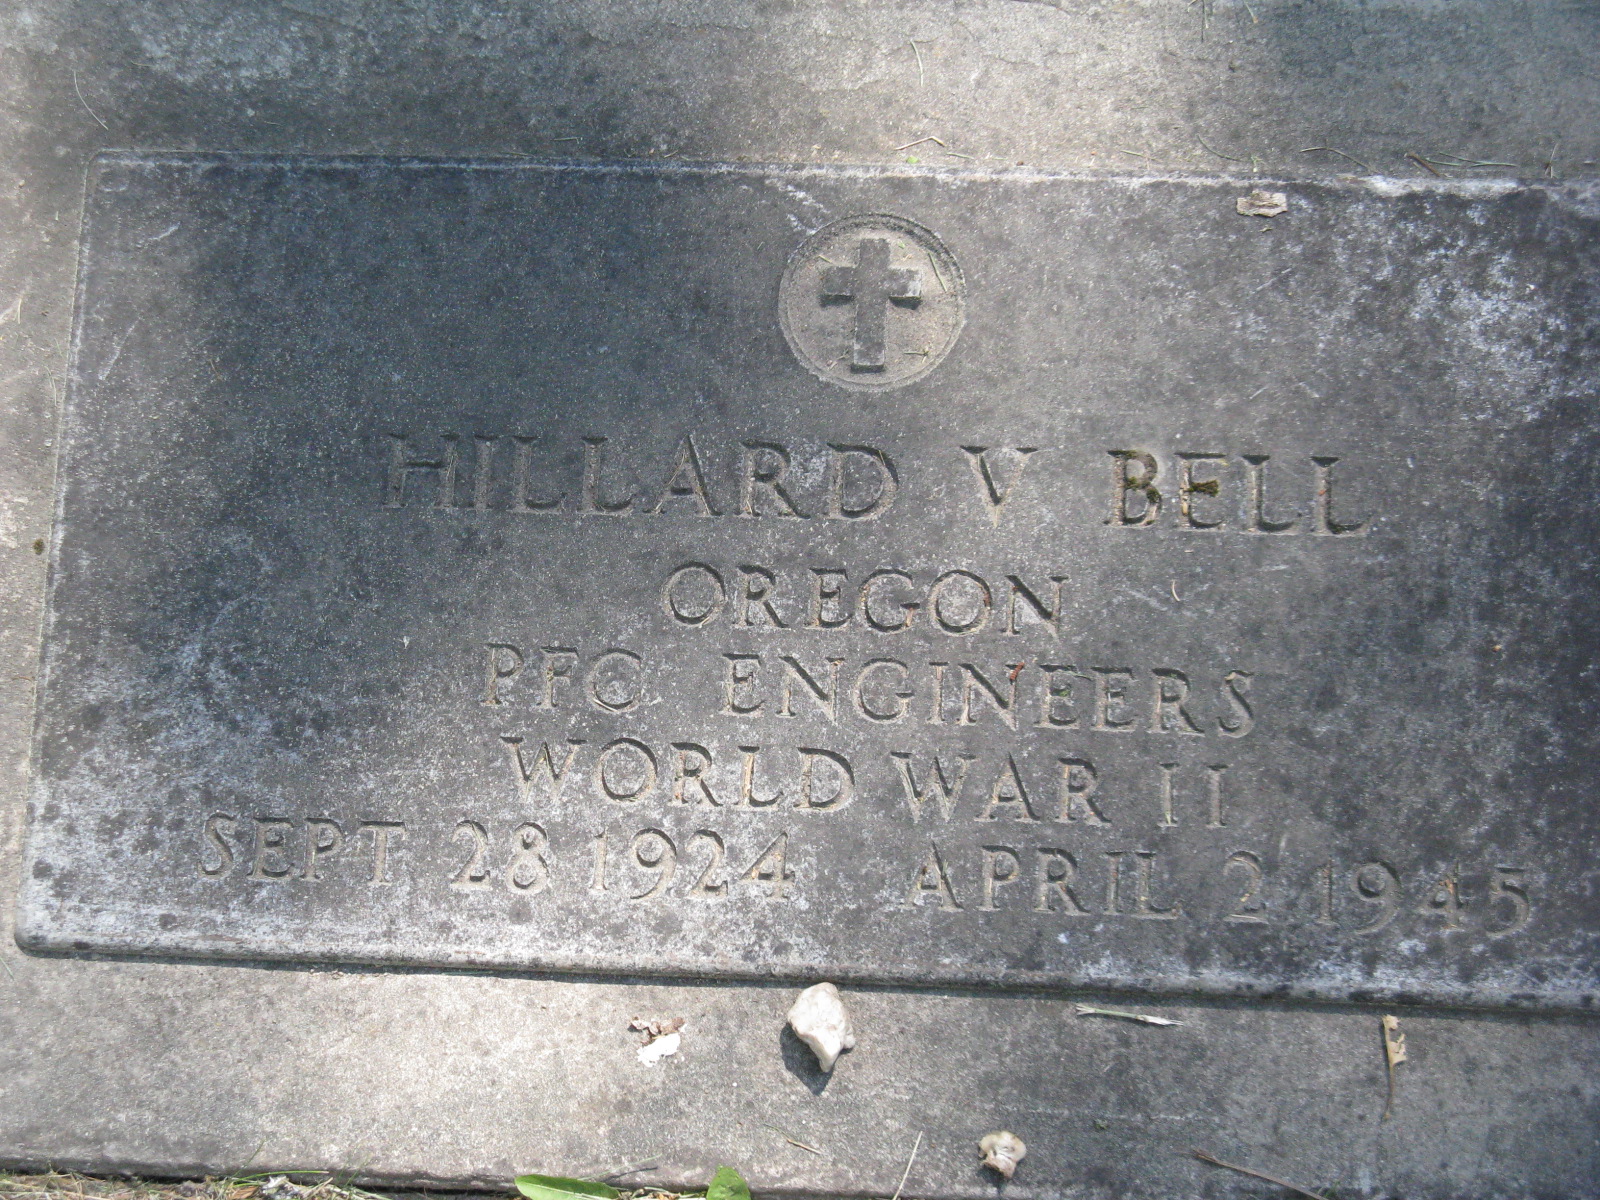 HILLARD V BELL
OREGON
PFC ENGINEERS
WORLD WAR II
SEPT 28 1924 APRIL 2 1945